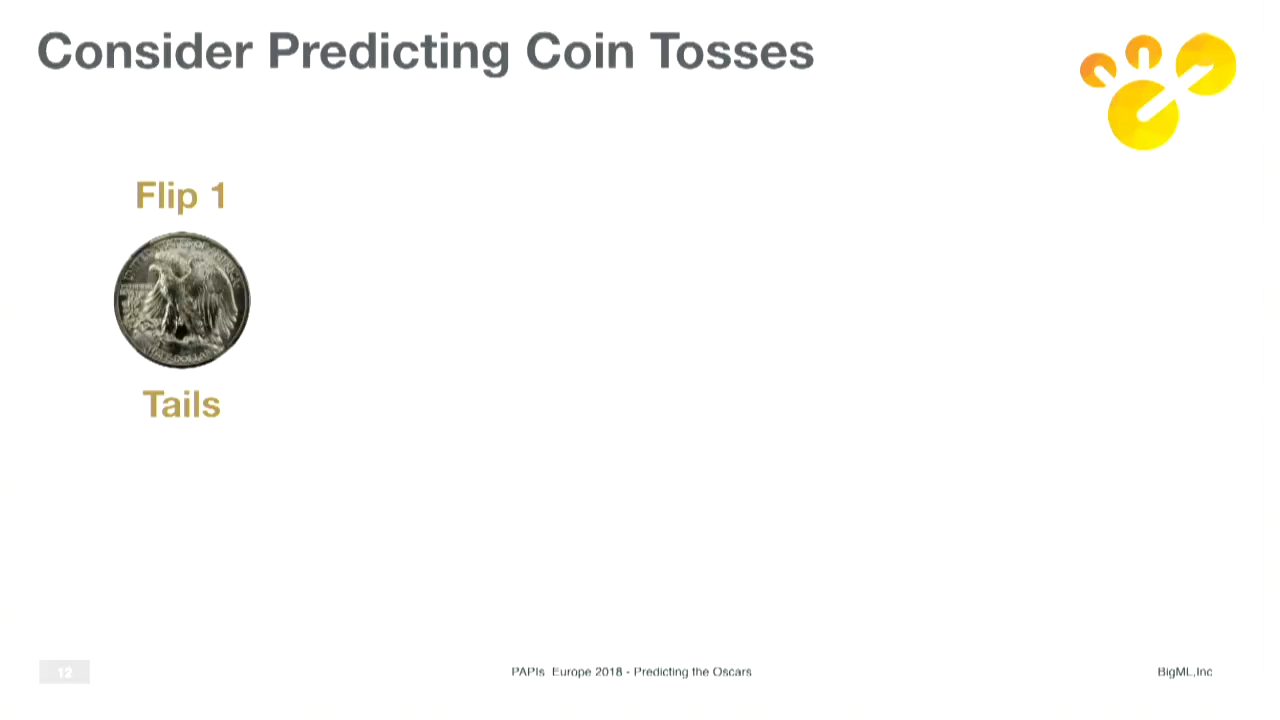 Consider Predicting Coin Tosses
Flip 1
Tails
12
PAPIs Europe 2018 - Predicting the Oscars
BigML,Inc